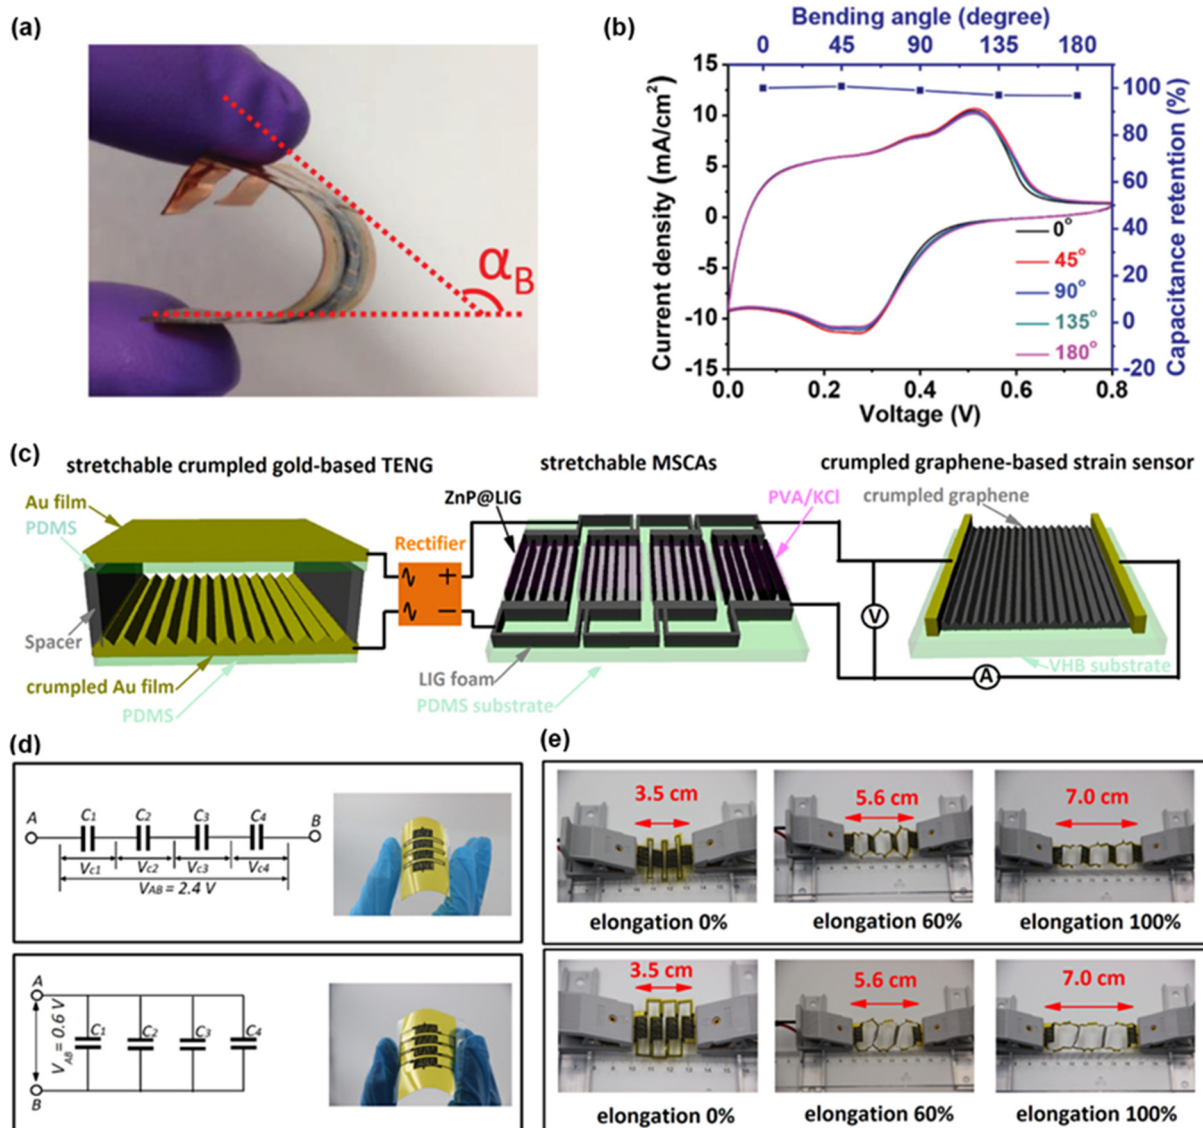 (a)
α_B
(b)
Bending angle (degree)
0 45 90 135 180
Current density (mA/cm²)
15
10
5
0
-5
-10
-15
0.0 0.2 0.4 0.6 0.8
Voltage (V)
100
80
60
40
20
0
-20
Capacitance retention (%)
0°
45°
90°
135°
180°
(c)
stretchable crumpled gold-based TENG
Au film
PDMS
Spacer
crumpled Au film
PDMS
Rectifier
∿ +
∿ −
stretchable MSCAs
ZnP@LIG
PVA/KCl
LIG foam
PDMS substrate
V
A
crumpled graphene-based strain sensor
crumpled graphene
VHB substrate
(d)
A C₁ C₂ C₃ C₄ B
V_c1 V_c2 V_c3 V_c4
V_AB = 2.4 V
A
V_AB = 0.6 V
C₁ C₂ C₃ C₄
B
(e)
3.5 cm 5.6 cm 7.0 cm
elongation 0% elongation 60% elongation 100%
3.5 cm 5.6 cm 7.0 cm
elongation 0% elongation 60% elongation 100%